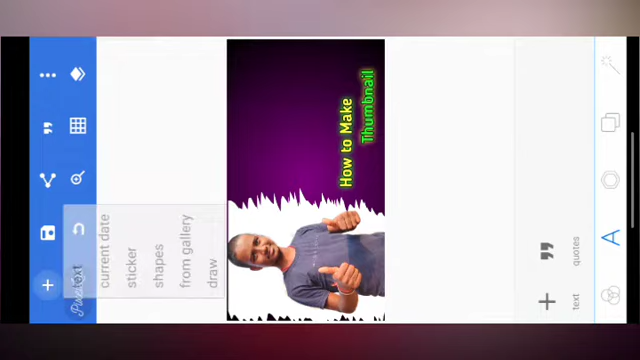 text
current date
sticker
shapes
from gallery
draw
How to Make
Thumbnail
quotes
text